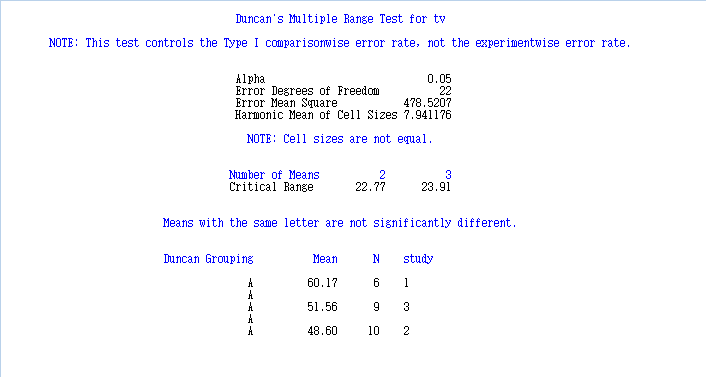 Duncan's Multiple Range Test for tv
NOTE: This test controls the Type I comparisonwise error rate, not the experimentwise error rate.
Alpha 0.05
Error Degrees of Freedom 22
Error Mean Square 478.5207
Harmonic Mean of Cell Sizes 7.941176
NOTE: Cell sizes are not equal.
Number of Means 2 3
Critical Range 22.77 23.91
Means with the same letter are not significantly different.
Duncan Grouping Mean N study
A 60.17 6 1
A
A 51.56 9 3
A
A 48.60 10 2